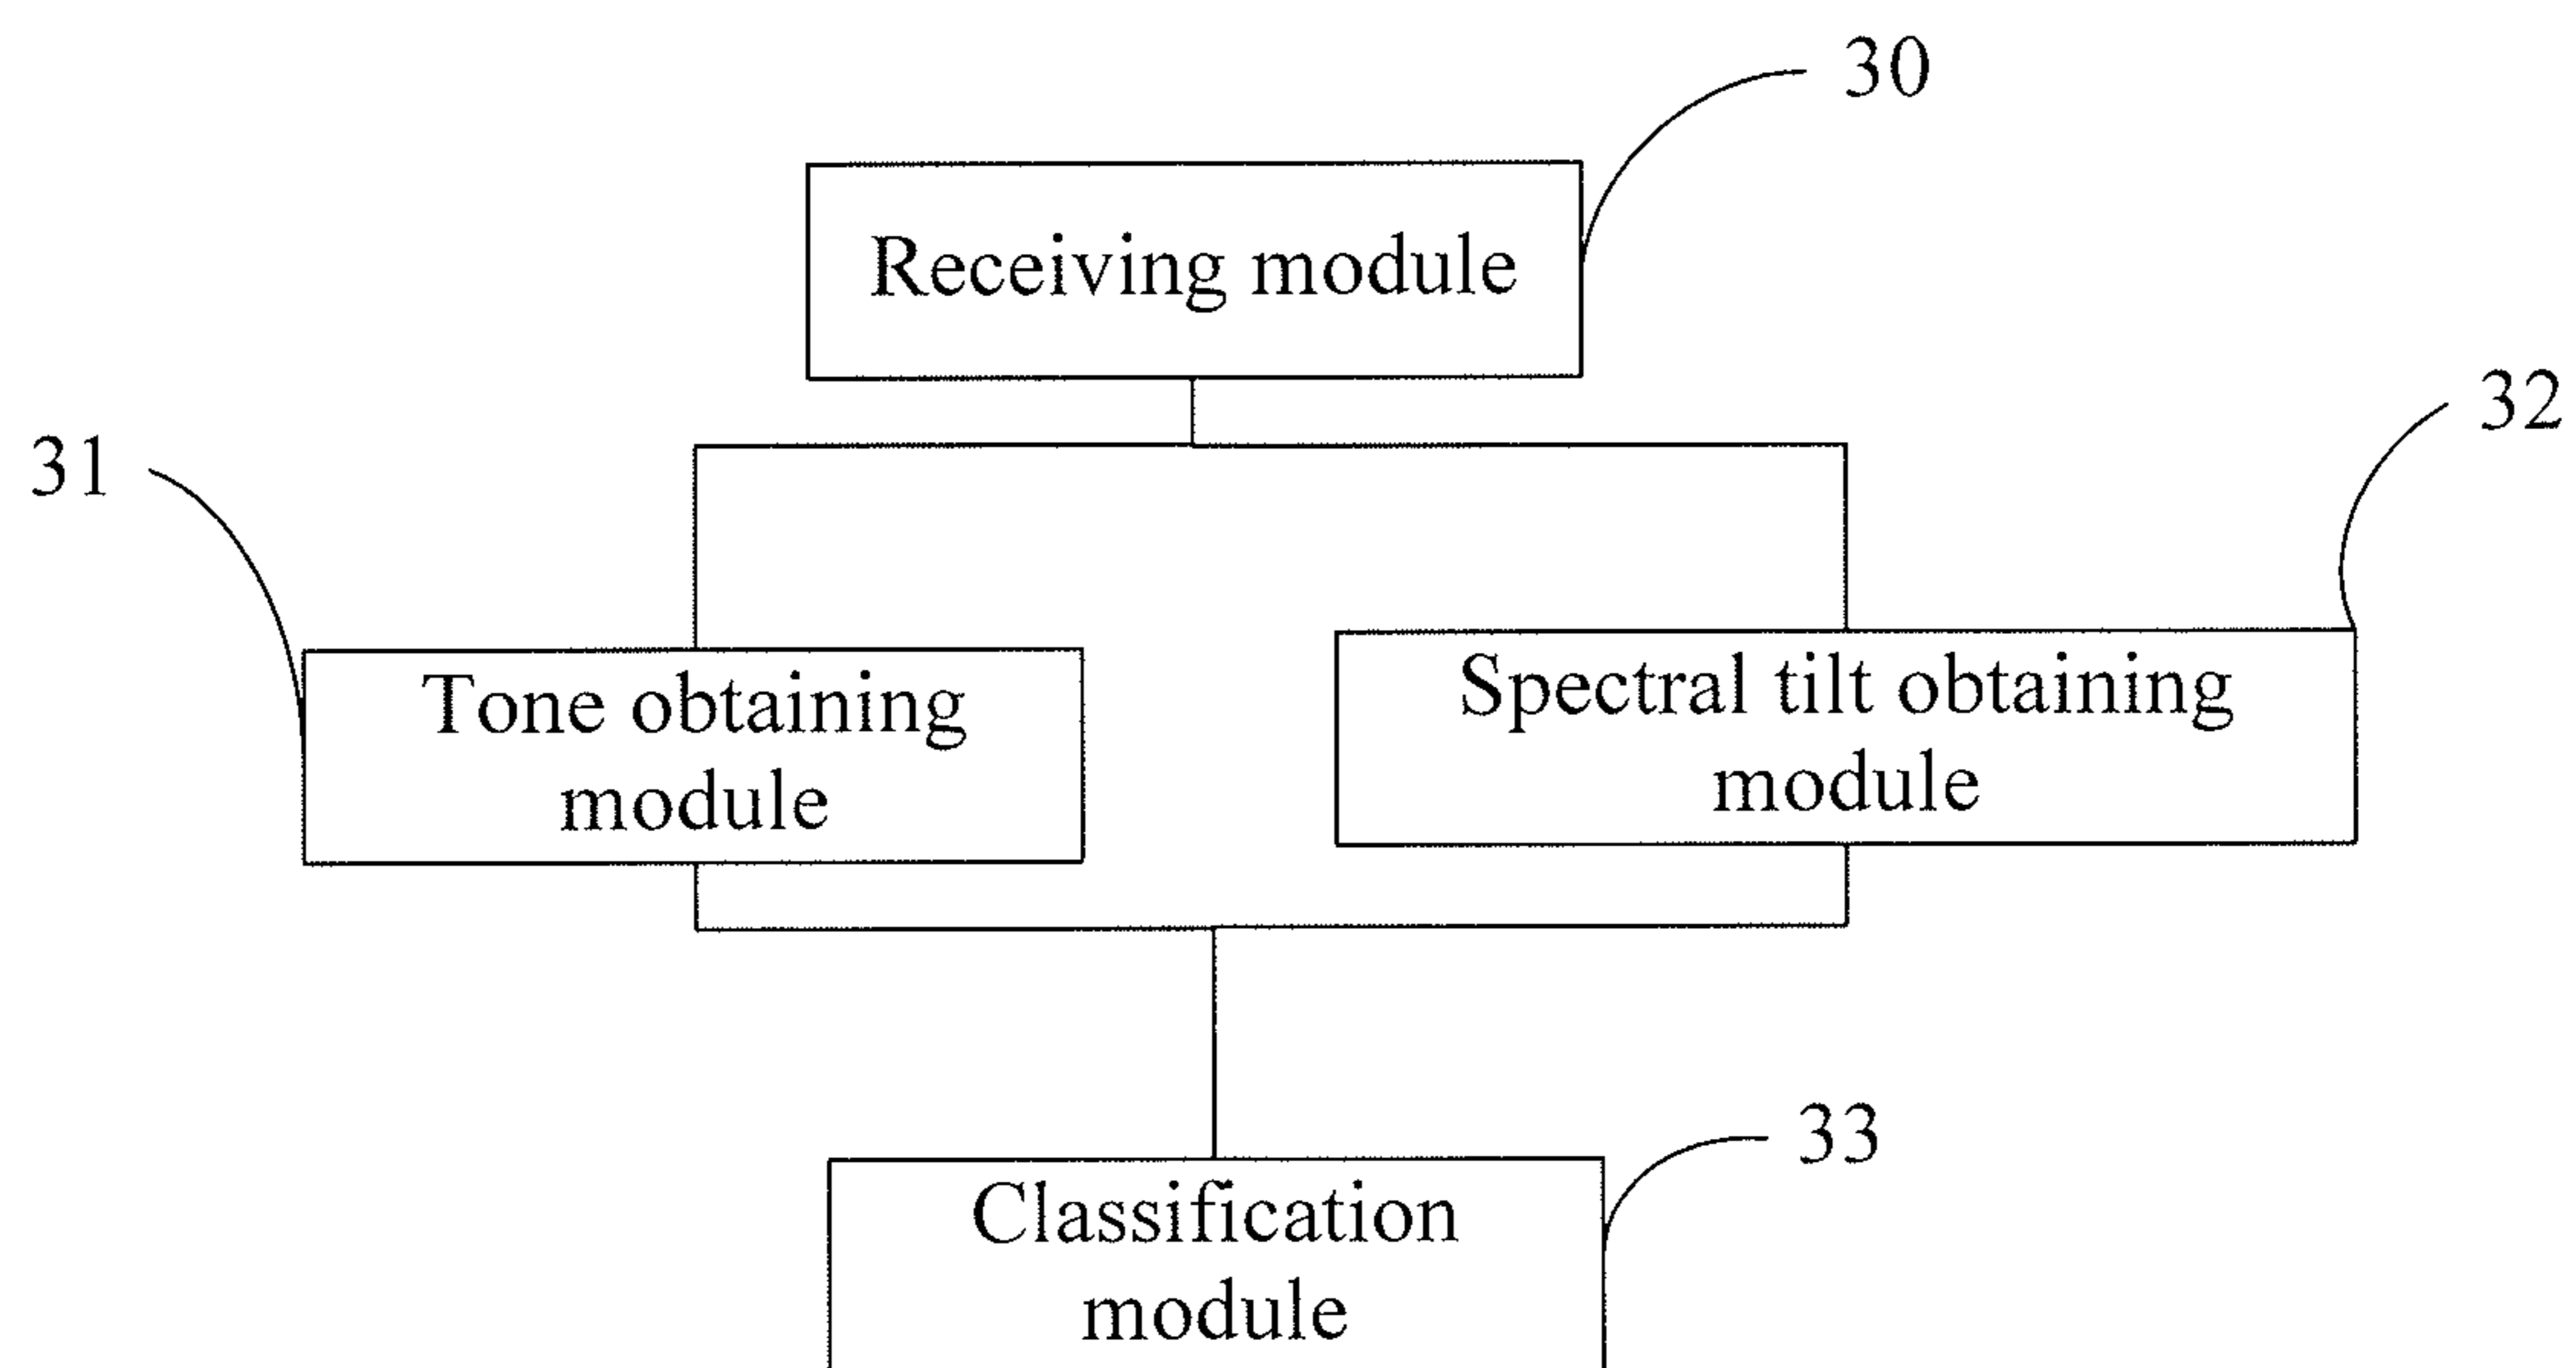 30
Receiving module
32
31
Tone obtaining
module
Spectral tilt obtaining
module
33
Classification
module